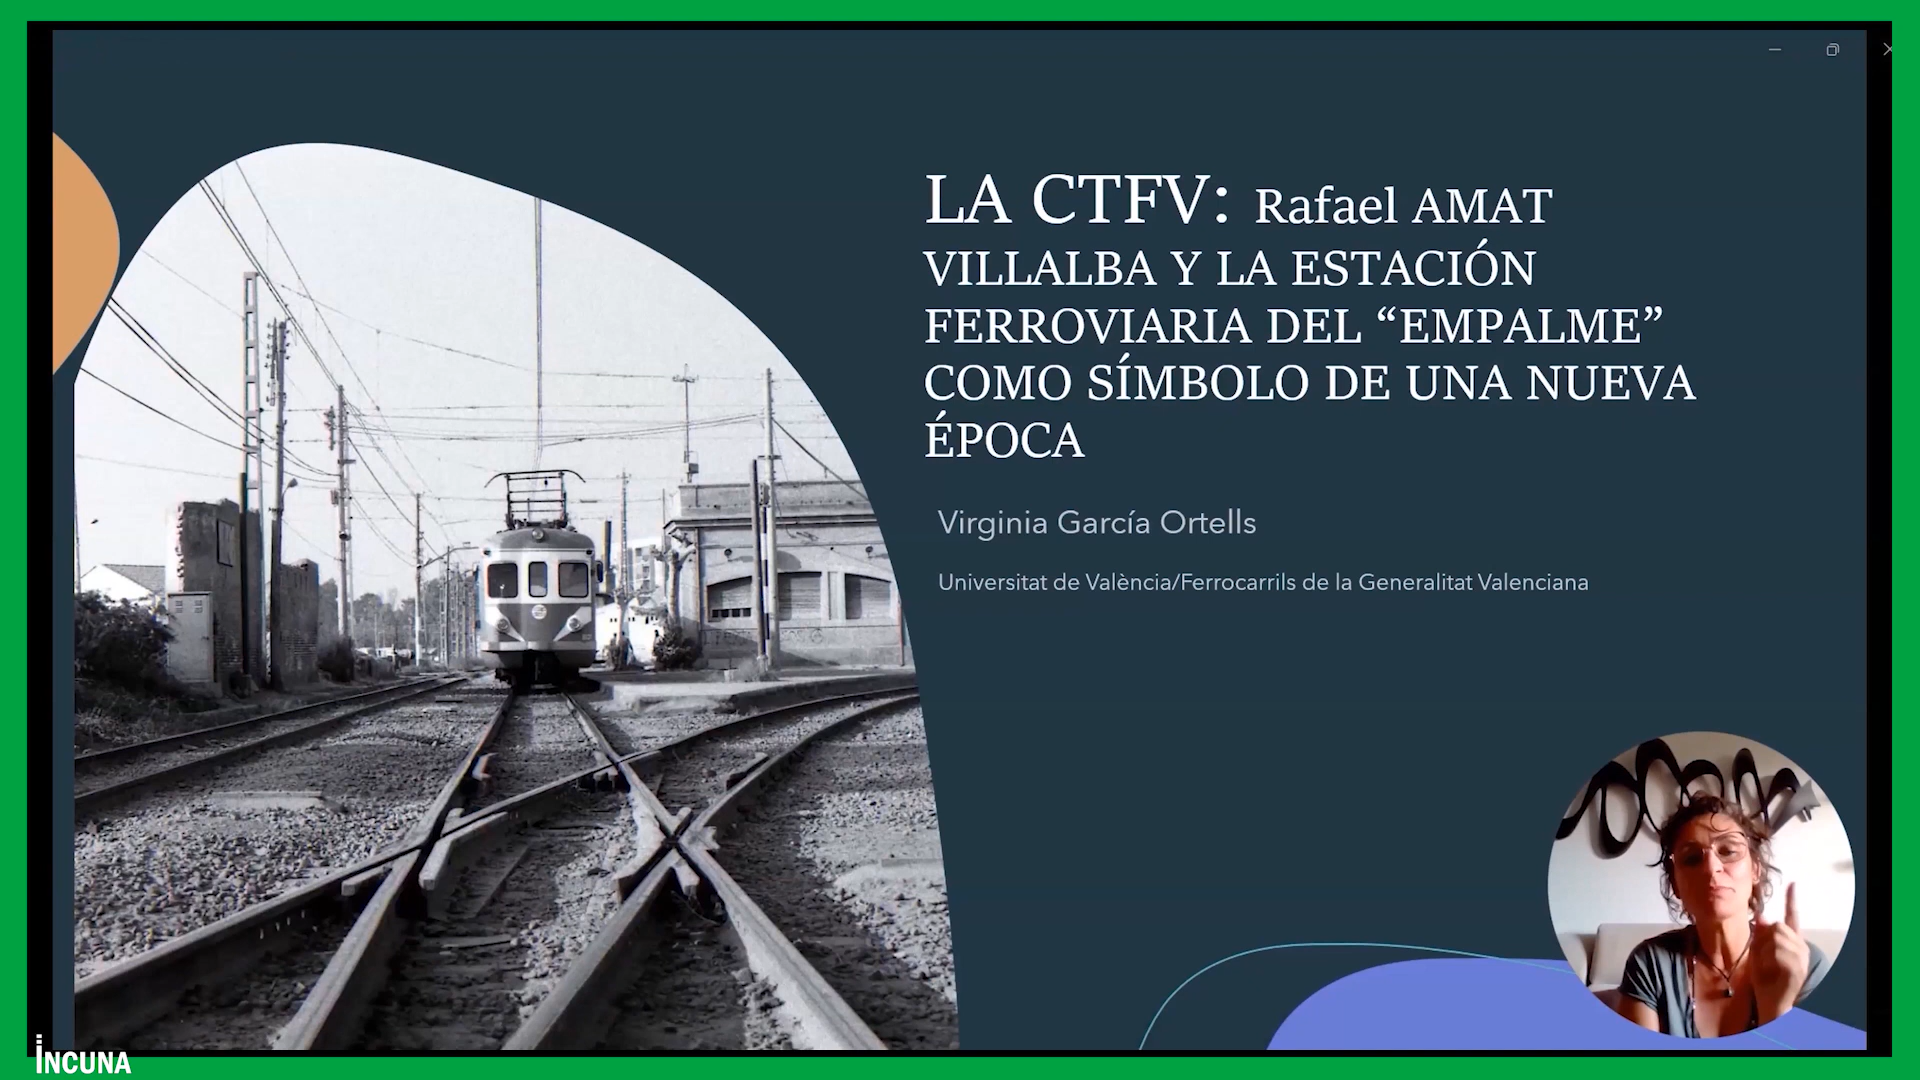 LA CTFV: Rafael AMAT
VILLALBA Y LA ESTACIÓN
FERROVIARIA DEL “EMPALME”
COMO SÍMBOLO DE UNA NUEVA
ÉPOCA
Virginia García Ortells
Universitat de València/Ferrocarrils de la Generalitat Valenciana
INCUNA